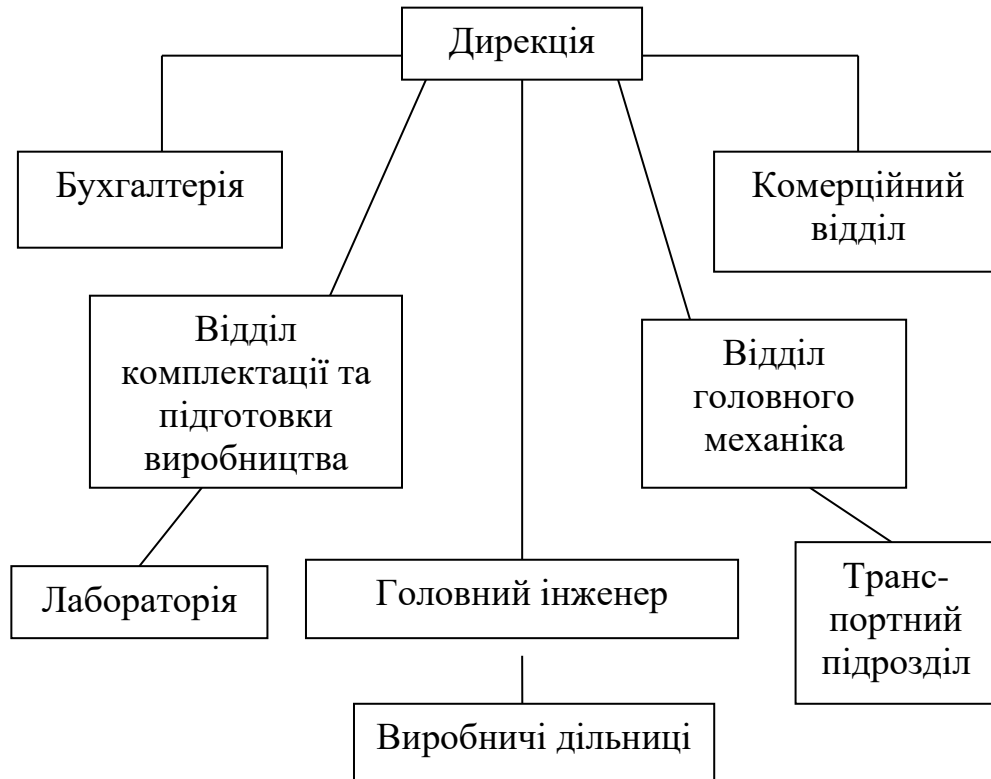 Дирекція
Бухгалтерія
Комерційний
відділ
Відділ
комплектації та
підготовки
виробництва
Відділ
головного
механіка
Лабораторія
Головний інженер
Транс-
портний
підрозділ
Виробничі дільниці